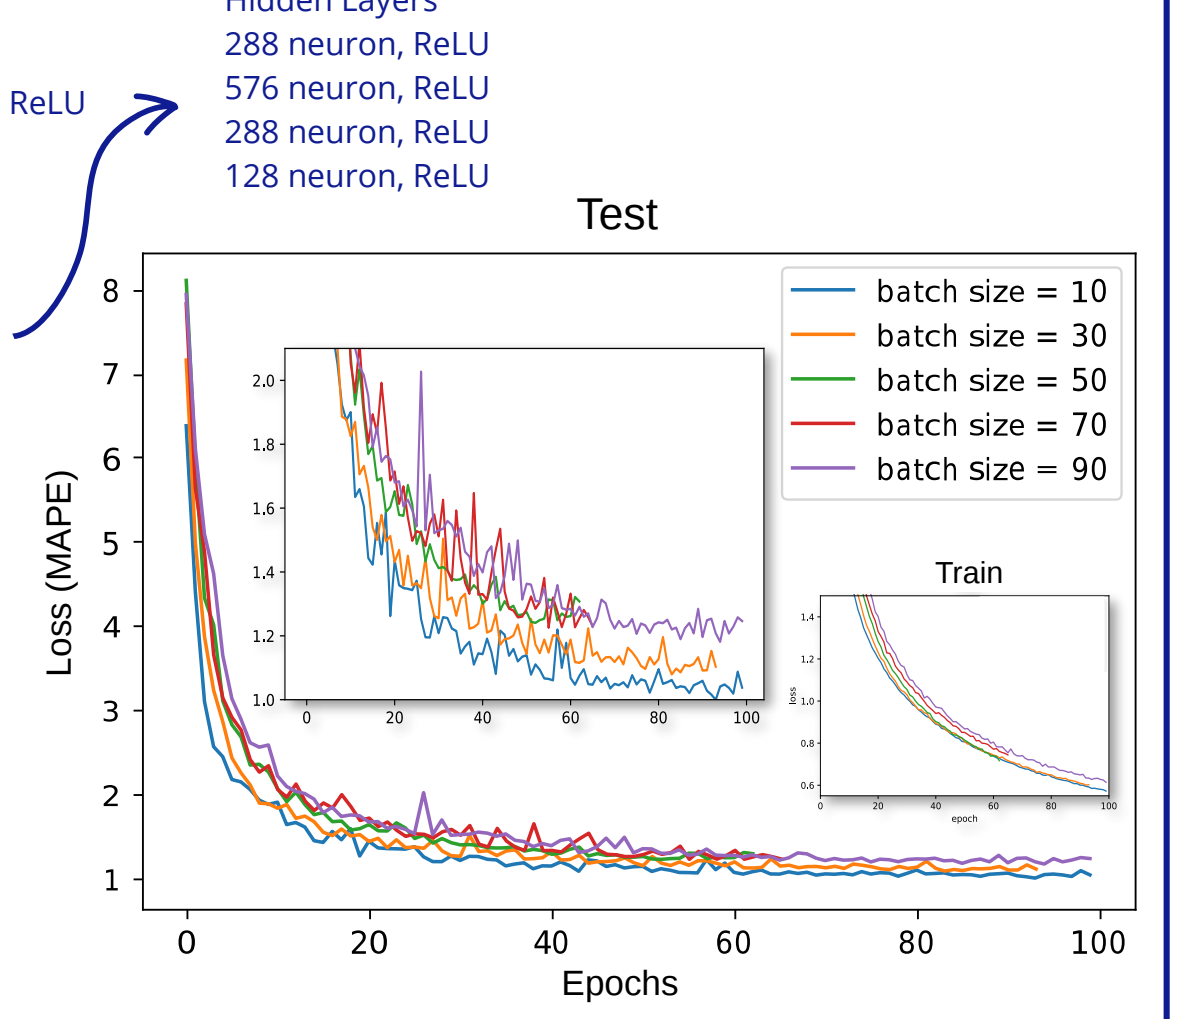 Hidden Layers
288 neuron, ReLU
576 neuron, ReLU
288 neuron, ReLU
128 neuron, ReLU
ReLU
Test
Loss (MAPE)
8
7
6
5
4
3
2
1
0 20 40 60 80 100
Epochs
batch size = 10
batch size = 30
batch size = 50
batch size = 70
batch size = 90
2.0
1.8
1.6
1.4
1.2
1.0
0 20 40 60 80 100
Train
loss
1.4
1.2
1.0
0.8
0.6
0 20 40 60 80 100
epoch